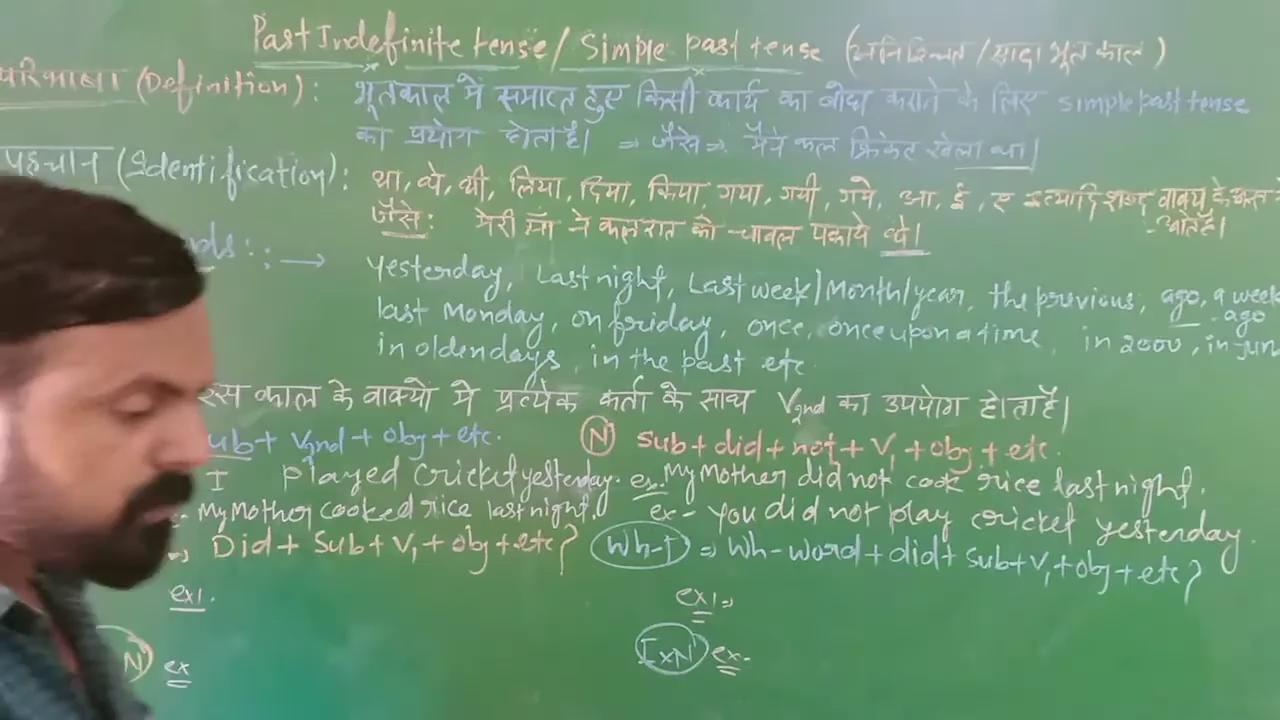 Past Indefinite tense / Simple past tense (अनिश्चित / सादा भूत काल)
परिभाषा (Definition): भूतकाल में समाप्त हुए किसी कार्य का बोध कराने के लिए simple past tense
का प्रयोग होता है। ⇒ जैसे ⇒ मैंने कल क्रिकेट खेला था।
पहचान (Identification): था, थे, थी, लिया, दिया, किया, गया, गयी, गये, आ, ई, ए इत्यादि शब्द वाक्य के अन्त
होते हैं।
जैसे: मेरी माँ ने कल रात को चावल पकाये थे।
ds:: → yesterday, last night, Last week/Month/year, the previous, ago, a week ago
last Monday, on friday, once, once upon a time, in 2000, in jun
in olden days, in the past etc
इस काल के वाक्यो मे प्रत्येक कर्ता के साथ V2nd का उपयोग होता है।
ub + V2nd + obj + etc. (N) Sub + did + not + V1 + obj + etc.
I played cricket yesterday. ex:- My Mother did not cook rice last night.
My Mother cooked rice last night. ex - you did not play cricket yesterday.
⇒ Did + Sub + V1 + obj + etc? (Wh-I) ⇒ Wh-word + did + sub + V1 + obj + etc?
ex1. ex1⇒
N ex (IxN) ex-